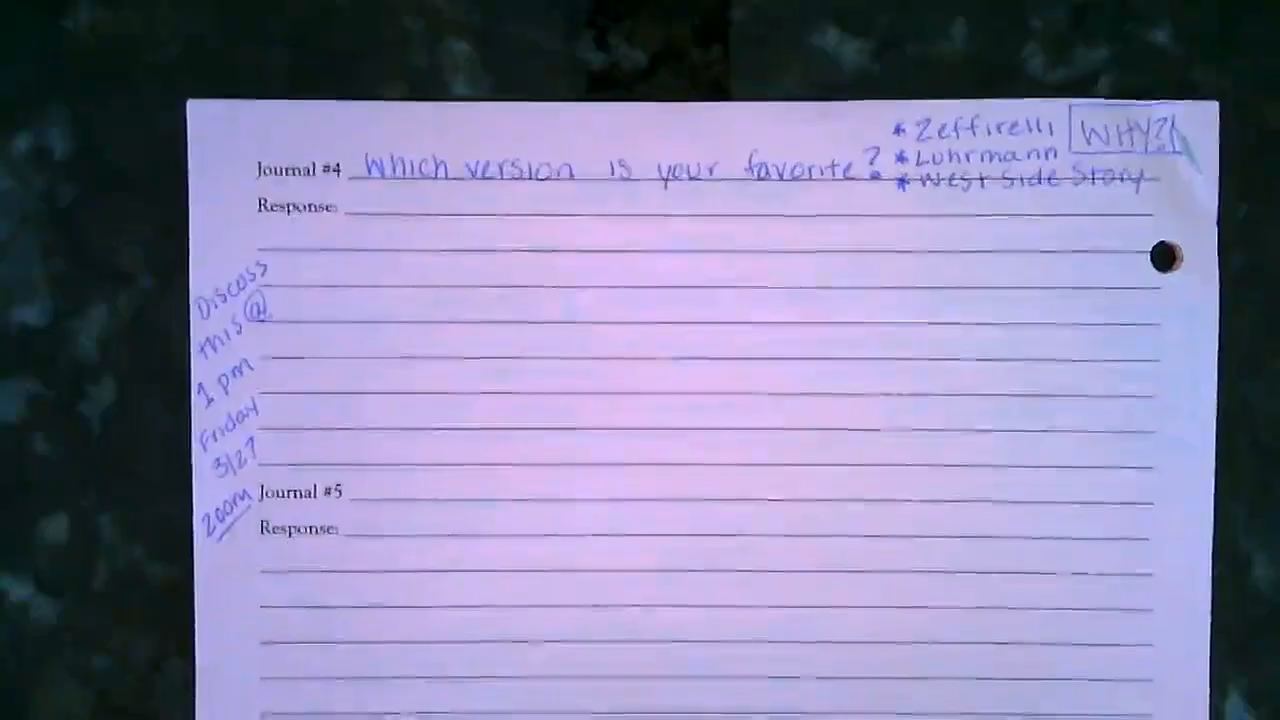 * Zeffirelli WHY?!
Journal #4 Which version is your favorite? * Luhrmann
* West Side Story
Response:
Discuss
this @
1 pm
Friday
3/27
zoom
Journal #5
Response: